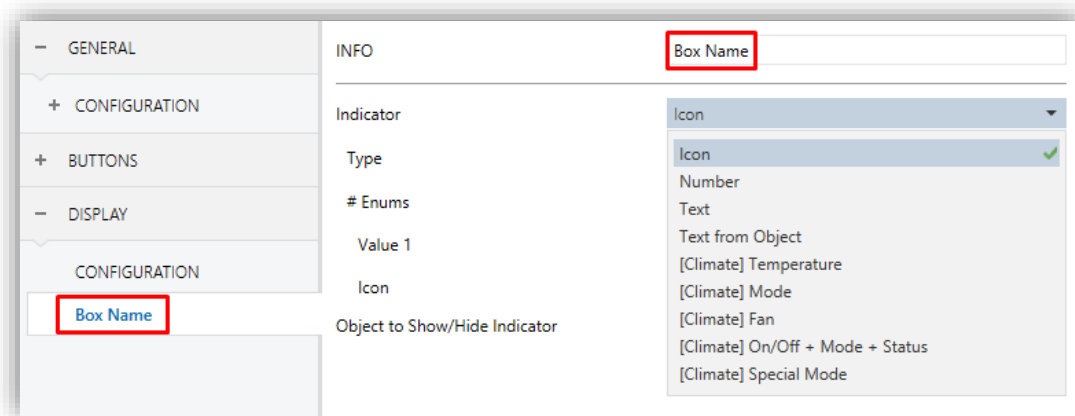 GENERAL
CONFIGURATION
BUTTONS
DISPLAY
CONFIGURATION
Box Name
INFO
Box Name
Indicator
Icon
Type
# Enums
Value 1
Icon
Object to Show/Hide Indicator
Icon
Number
Text
Text from Object
[Climate] Temperature
[Climate] Mode
[Climate] Fan
[Climate] On/Off + Mode + Status
[Climate] Special Mode